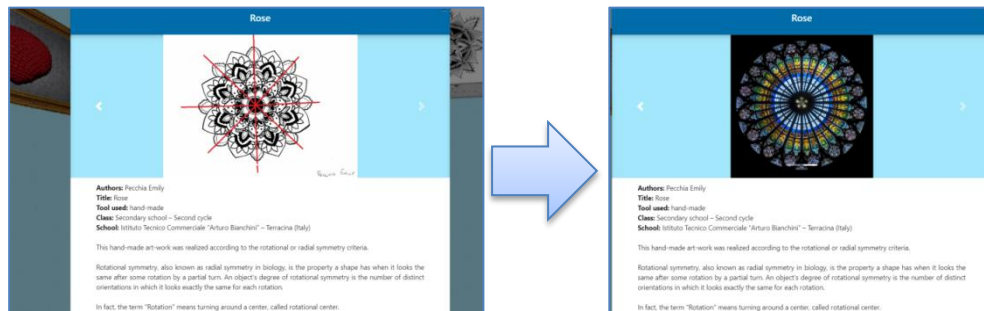 Rose
Authors: Pecchia Emily
Title: Rose
Tool used: hand-made
Class: Secondary school – Second cycle
School: Istituto Tecnico Commerciale "Arturo Bianchini" – Terracina (Italy)
This hand-made art-work was realized according to the rotational or radial symmetry criteria.
Rotational symmetry, also known as radial symmetry in biology, is the property a shape has when it looks the
same after some rotation by a partial turn. An object's degree of rotational symmetry is the number of distinct
orientations in which it looks exactly the same for each rotation.
In fact, the term "Rotation" means turning around a center, called rotational center.
Rose
Authors: Pecchia Emily
Title: Rose
Tool used: hand-made
Class: Secondary school – Second cycle
School: Istituto Tecnico Commerciale "Arturo Bianchini" – Terracina (Italy)
This hand-made art-work was realized according to the rotational or radial symmetry criteria.
Rotational symmetry, also known as radial symmetry in biology, is the property a shape has when it looks the
same after some rotation by a partial turn. An object's degree of rotational symmetry is the number of distinct
orientations in which it looks exactly the same for each rotation.
In fact, the term "Rotation" means turning around a center, called rotational center.